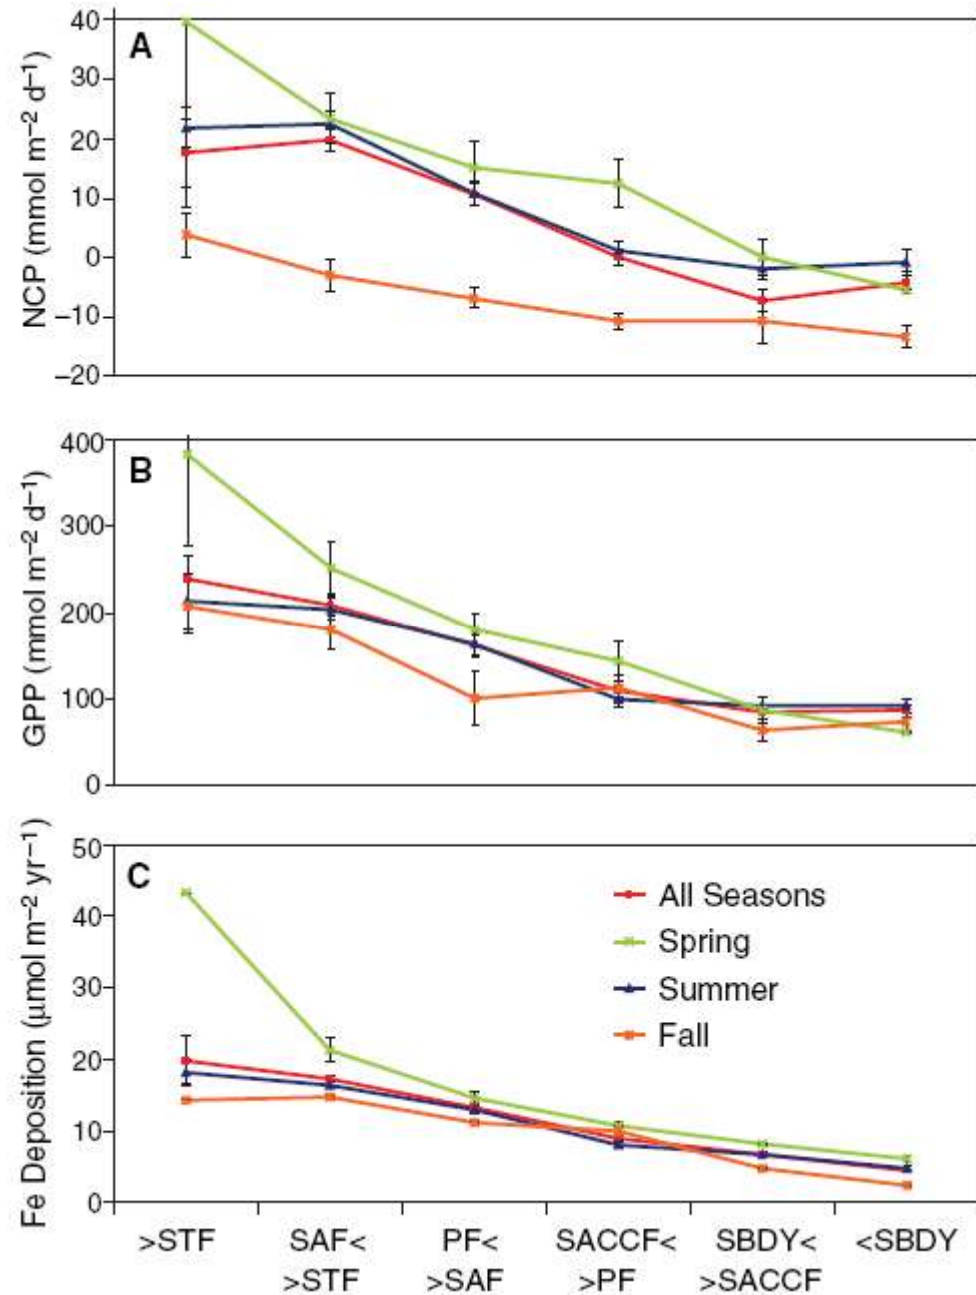 A
NCP (mmol m⁻² d⁻¹)
40
30
20
10
0
–10
–20
B
GPP (mmol m⁻² d⁻¹)
400
300
200
100
0
C
Fe Deposition (µmol m⁻² yr⁻¹)
50
40
30
20
10
0
All Seasons
Spring
Summer
Fall
>STF SAF< PF< SACCF< SBDY< <SBDY
>STF >SAF >PF >SACCF